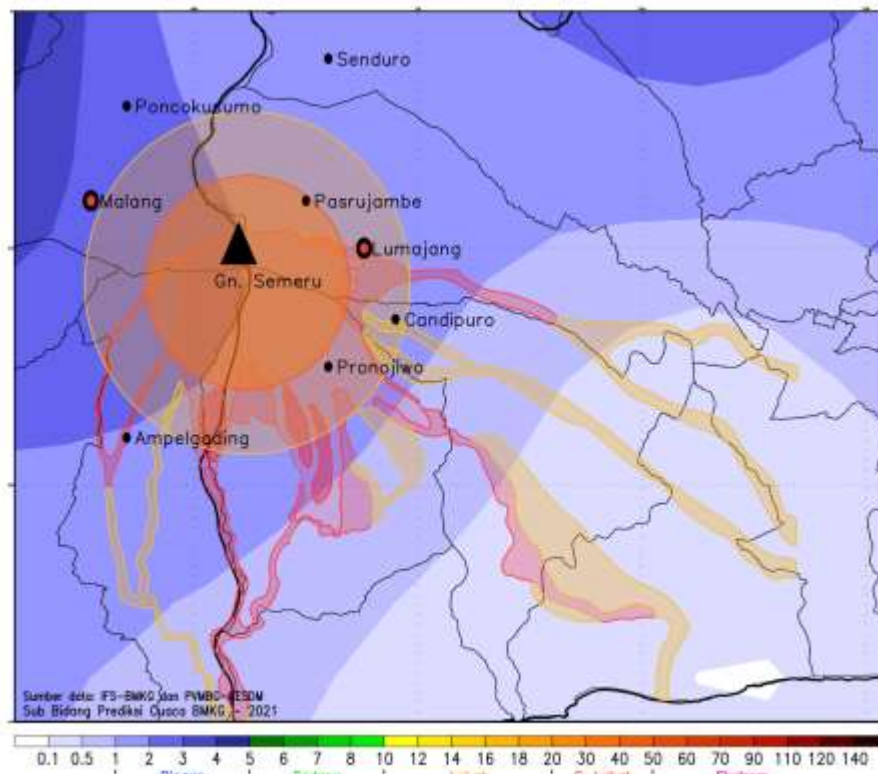 Senduro
Poncokusumo
Malang
Pasrujambe
Lumajang
Gn. Semeru
Candipuro
Pronojiwo
Ampelgading
Sumber data: IFS-BMKG dan PVMBG-KESDM
Sub Bidang Prediksi Cuaca BMKG, - 2021
0.1 0.5 1 2 3 4 5 6 7 8 10 12 14 16 18 20 30 40 50 60 70 90 110 120 140